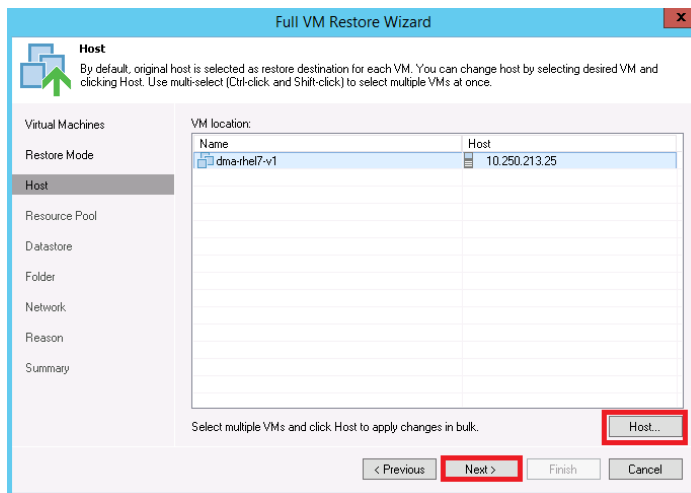 Full VM Restore Wizard
x
Host
By default, original host is selected as restore destination for each VM. You can change host by selecting desired VM and
clicking Host. Use multi-select (Ctrl-click and Shift-click) to select multiple VMs at once.
Virtual Machines
Restore Mode
Host
Resource Pool
Datastore
Folder
Network
Reason
Summary
VM location:
Name Host
dma-rhel7-v1 10.250.213.25
Select multiple VMs and click Host to apply changes in bulk.
Host...
< Previous Next > Finish Cancel